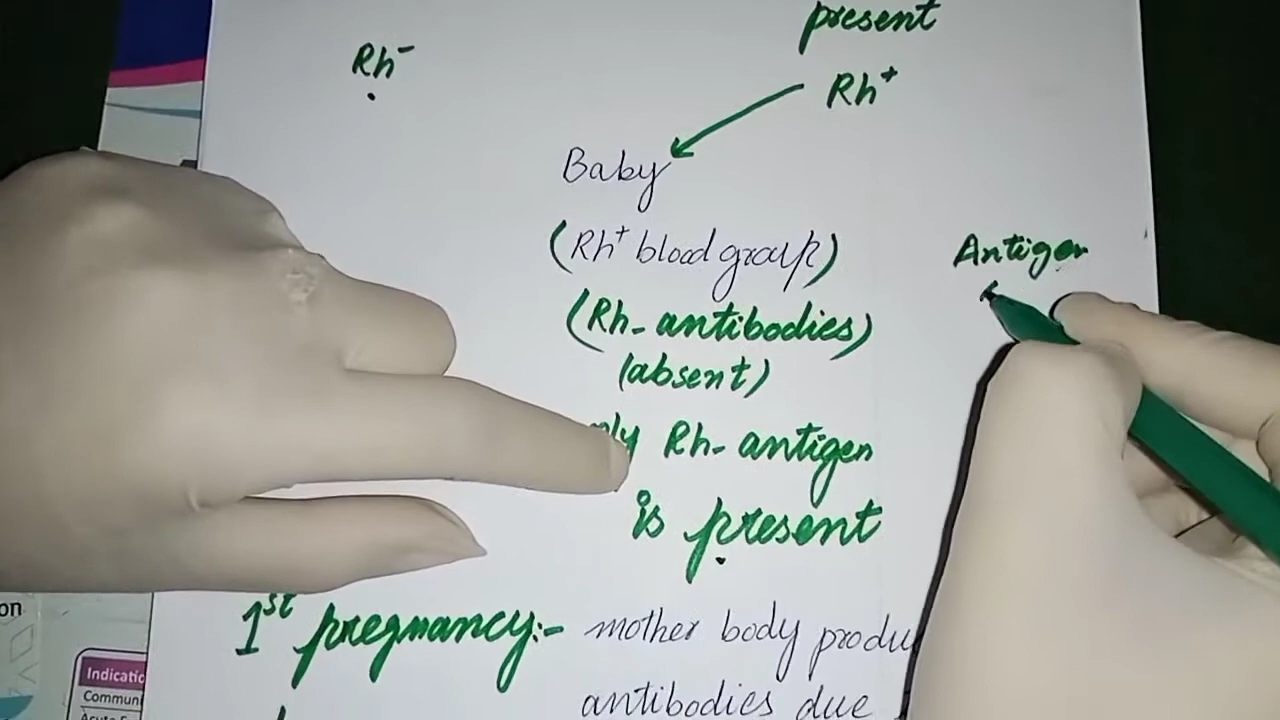 present
Rh⁻
Rh⁺
Baby
(Rh⁺ blood group)
Antigen
(Rh- antibodies)
(absent)
Rh- antigen
is present
1st pregnancy:- mother body produ
antibodies due
on
Indicatio
Commun